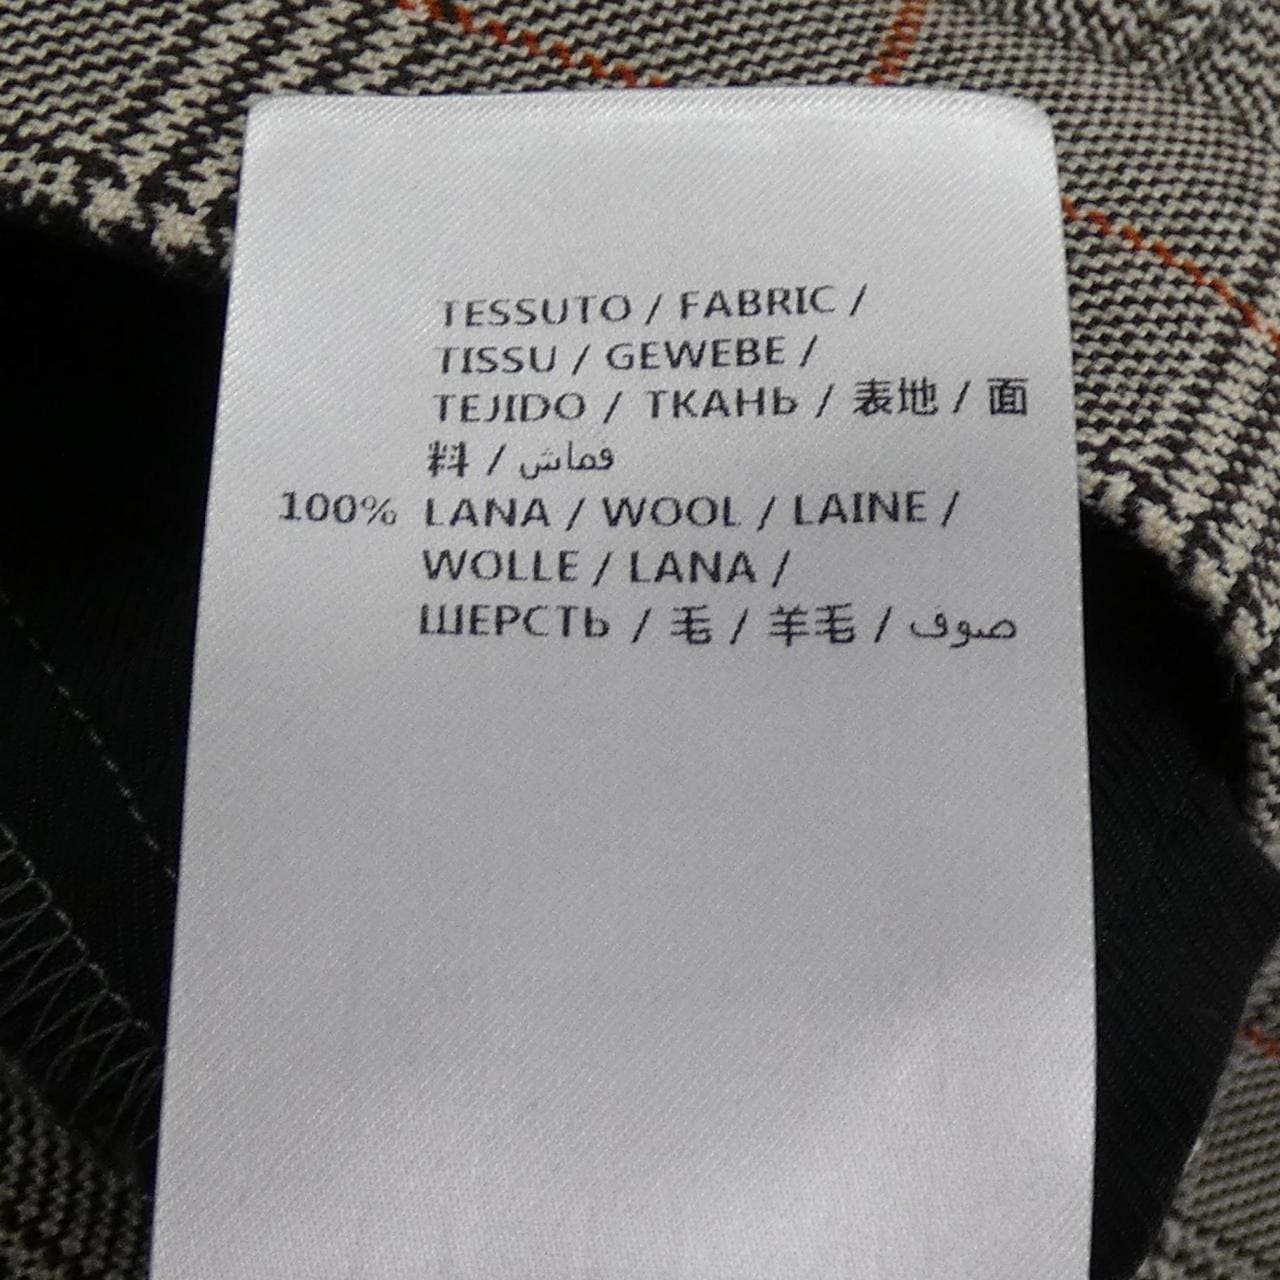 TESSUTO / FABRIC /
TISSU / GEWEBE /
TEJIDO / ТКАНЬ / 表地 / 面
料 / قماش
100% LANA / WOOL / LAINE /
WOLLE / LANA /
ШЕРСТЬ / 毛 / 羊毛 / صوف